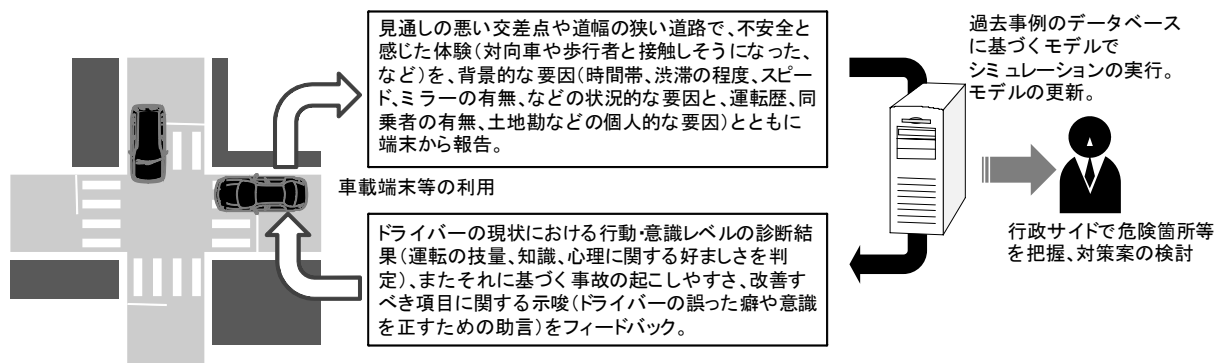 見通しの悪い交差点や道幅の狭い道路で、不安全と
感じた体験（対向車や歩行者と接触しそうになった、
など）を、背景的な要因（時間帯、渋滞の程度、スピー
ド、ミラーの有無、などの状況的な要因と、運転歴、同
乗者の有無、土地勘などの個人的な要因）とともに
端末から報告。
車載端末等の利用
ドライバーの現状における行動・意識レベルの診断結
果（運転の技量、知識、心理に関する好ましさを判
定）、またそれに基づく事故の起こしやすさ、改善す
べき項目に関する示唆（ドライバーの誤った癖や意識
を正すための助言）をフィードバック。
過去事例のデータベース
に基づくモデルで
シミュレーションの実行。
モデルの更新。
行政サイドで危険箇所等
を把握、対策案の検討